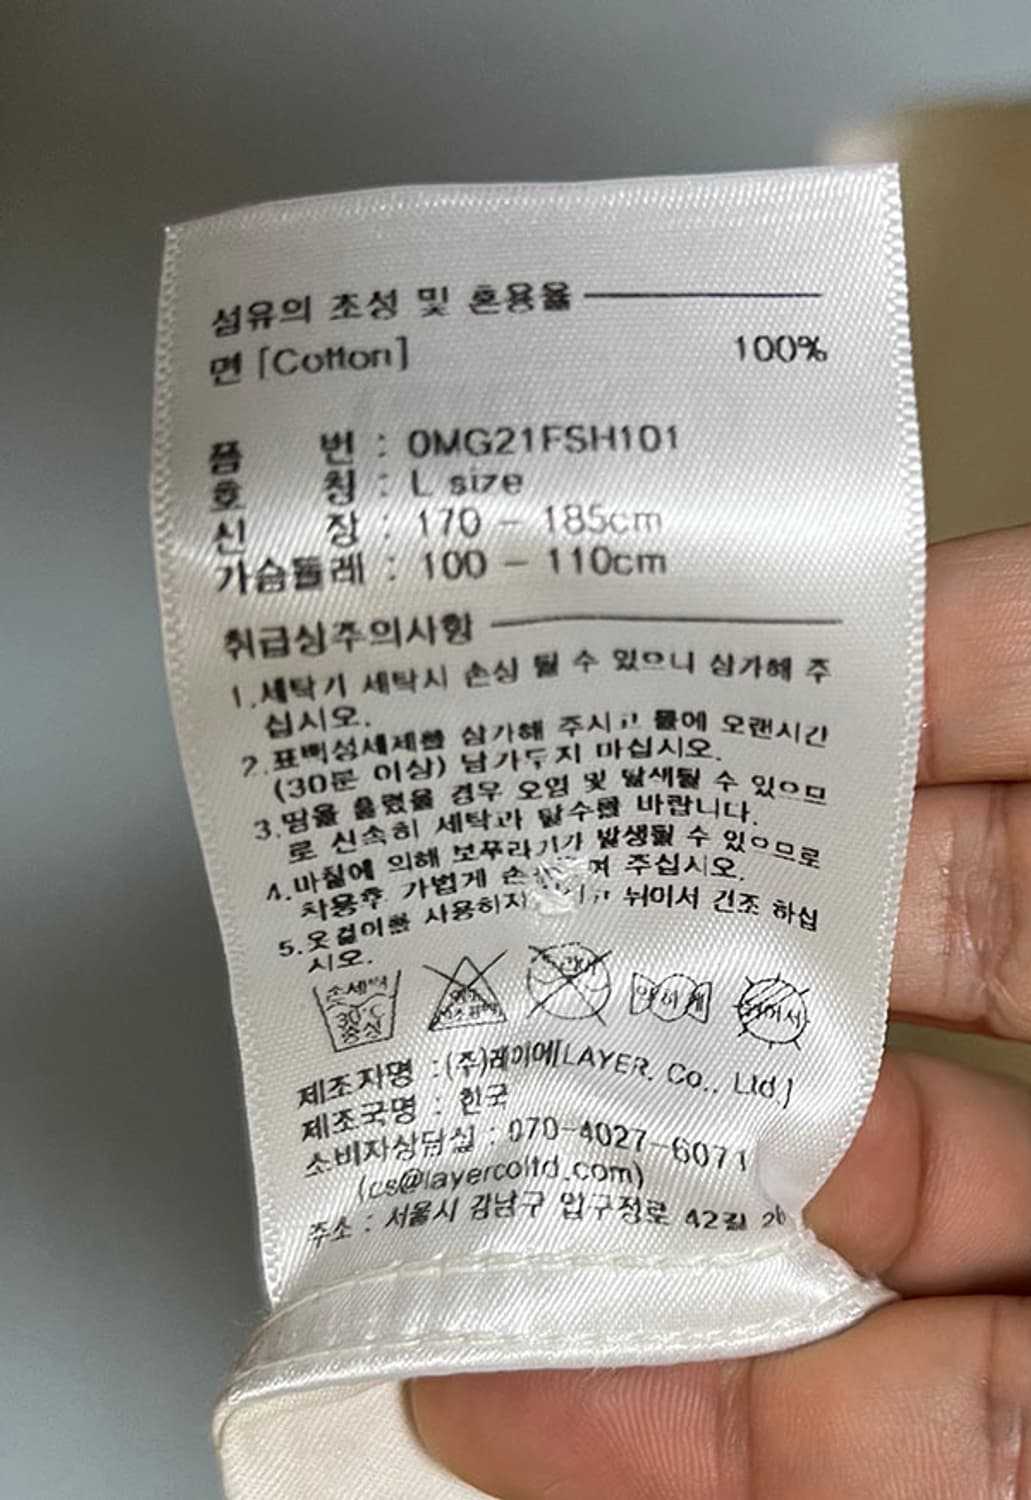 섬유의 조성 및 혼용율
면 [Cotton] 100%
품 번 : 0MG21FSH101
호 칭 : L size
신 장 : 170 - 185cm
가슴둘레 : 100 - 110cm
취급상주의사항
1.세탁기 세탁시 손상 될 수 있으니 삼가해 주
십시오.
2.표백성세제를 삼가해 주시고 물에 오랜시간
(30분 이상) 담가두지 마십시오.
3.땀을 흘렸을 경우 오염 및 탈색될 수 있으므
로 신속히 세탁과 탈수를 바랍니다.
4.마찰에 의해 보푸라기가 발생될 수 있으므로
착용후 가볍게 주십시오.
5.옷걸이를 사용하지 뉘어서 건조 하십
시오.
손세탁
30°C
중성
약하게
뉘어서
제조자명 :(주)레이어[LAYER. Co., Ltd.]
제조국명 : 한국
소비자상담실 : 070-4027-6071
(cs@layercoltd.com)
주소 : 서울시 강남구 압구정로 42길 26